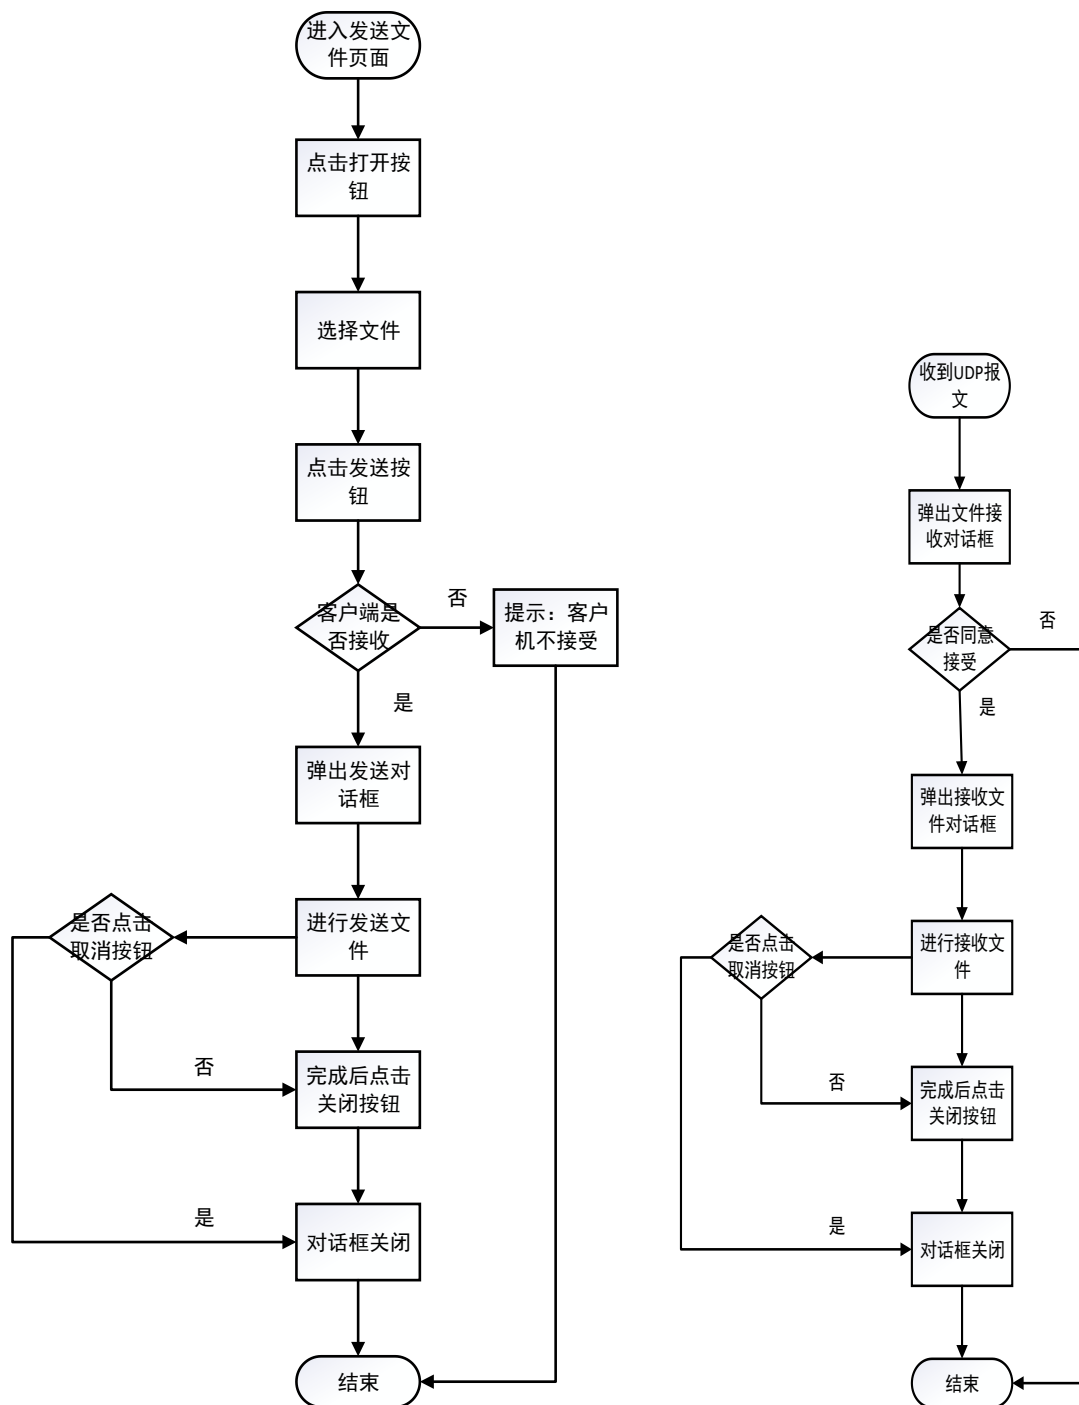 进入发送文
件页面
点击打开按
钮
选择文件
点击发送按
钮
客户端是
否接收
否
提示：客户
机不接受
是
弹出发送对
话框
进行发送文
件
是否点击
取消按钮
否
完成后点击
关闭按钮
是
对话框关闭
结束
收到UDP报
文
弹出文件接
收对话框
是否同意
接受
否
是
弹出接收文
件对话框
进行接收文
件
是否点击
取消按钮
否
完成后点击
关闭按钮
是
对话框关闭
结束